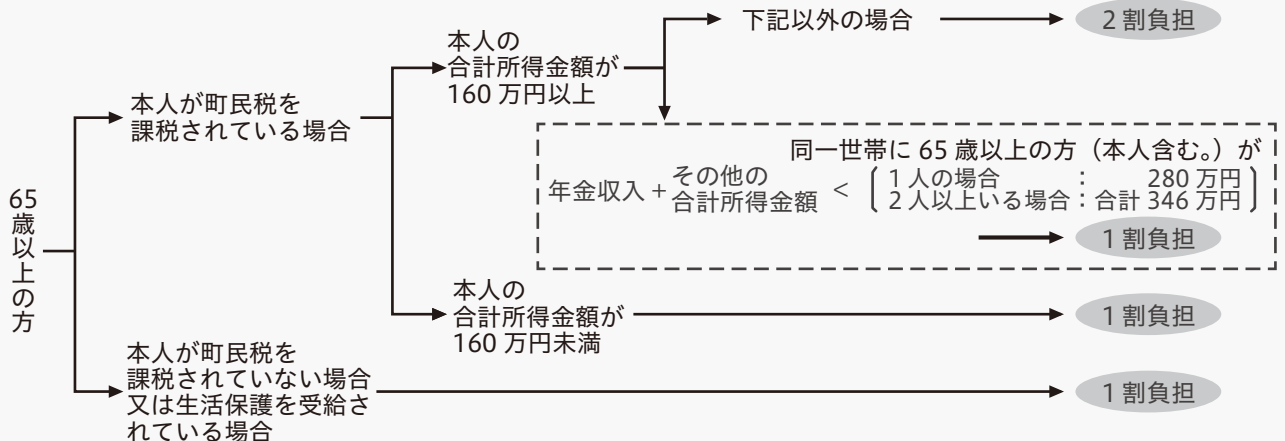 65歳以上の方
本人が町民税を
課税されている場合
本人の
合計所得金額が
160 万円以上
下記以外の場合
2 割負担
同一世帯に 65 歳以上の方（本人含む。）が
年金収入 + その他の合計所得金額 <
1 人の場合 : 280 万円
2 人以上いる場合 : 合計 346 万円
1 割負担
本人の
合計所得金額が
160 万円未満
1 割負担
本人が町民税を
課税されていない場合
又は生活保護を受給さ
れている場合
1 割負担